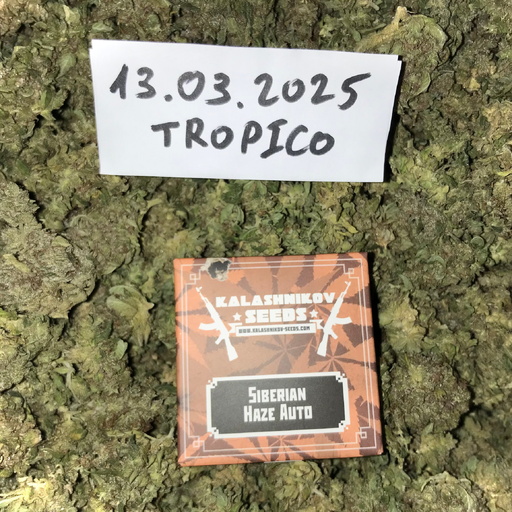 13.03.2025
TROPICO
KALASHNIKOV
SEEDS
WWW.KALASHNIKOV-SEEDS.COM
SIBERIAN
HAZE AUTO